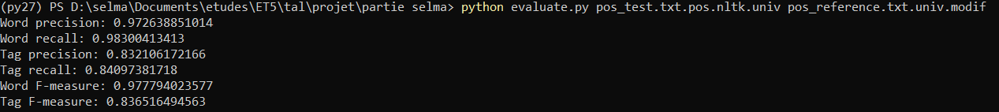 (py27) PS D:\selma\Documents\etudes\ET5\tal\projet\partie selma> python evaluate.py pos_test.txt.pos.nltk.univ pos_reference.txt.univ.modif
Word precision: 0.972638851014
Word recall: 0.98300413413
Tag precision: 0.832106172166
Tag recall: 0.84097381718
Word F-measure: 0.977794023577
Tag F-measure: 0.836516494563